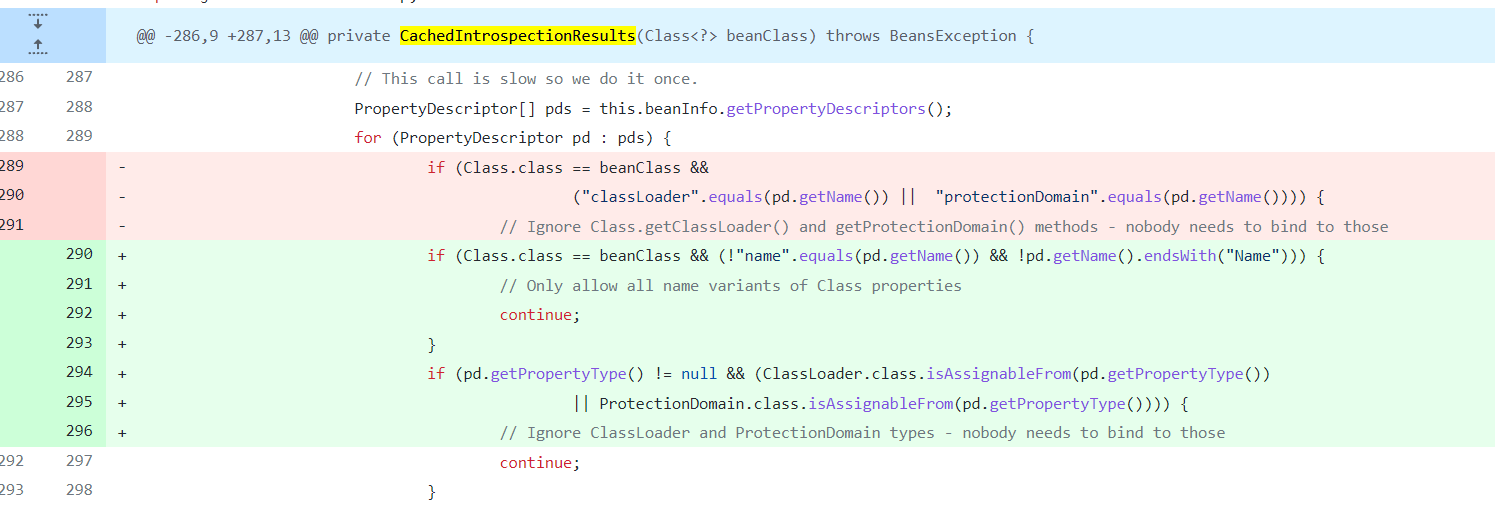 @@ -286,9 +287,13 @@ private CachedIntrospectionResults(Class<?> beanClass) throws BeansException {
286 287 // This call is slow so we do it once.
287 288 PropertyDescriptor[] pds = this.beanInfo.getPropertyDescriptors();
288 289 for (PropertyDescriptor pd : pds) {
289 - if (Class.class == beanClass &&
290 - ("classLoader".equals(pd.getName()) || "protectionDomain".equals(pd.getName()))) {
291 - // Ignore Class.getClassLoader() and getProtectionDomain() methods - nobody needs to bind to those
290 + if (Class.class == beanClass && (!"name".equals(pd.getName()) && !pd.getName().endsWith("Name"))) {
291 + // Only allow all name variants of Class properties
292 + continue;
293 + }
294 + if (pd.getPropertyType() != null && (ClassLoader.class.isAssignableFrom(pd.getPropertyType())
295 + || ProtectionDomain.class.isAssignableFrom(pd.getPropertyType()))) {
296 + // Ignore ClassLoader and ProtectionDomain types - nobody needs to bind to those
292 297 continue;
293 298 }